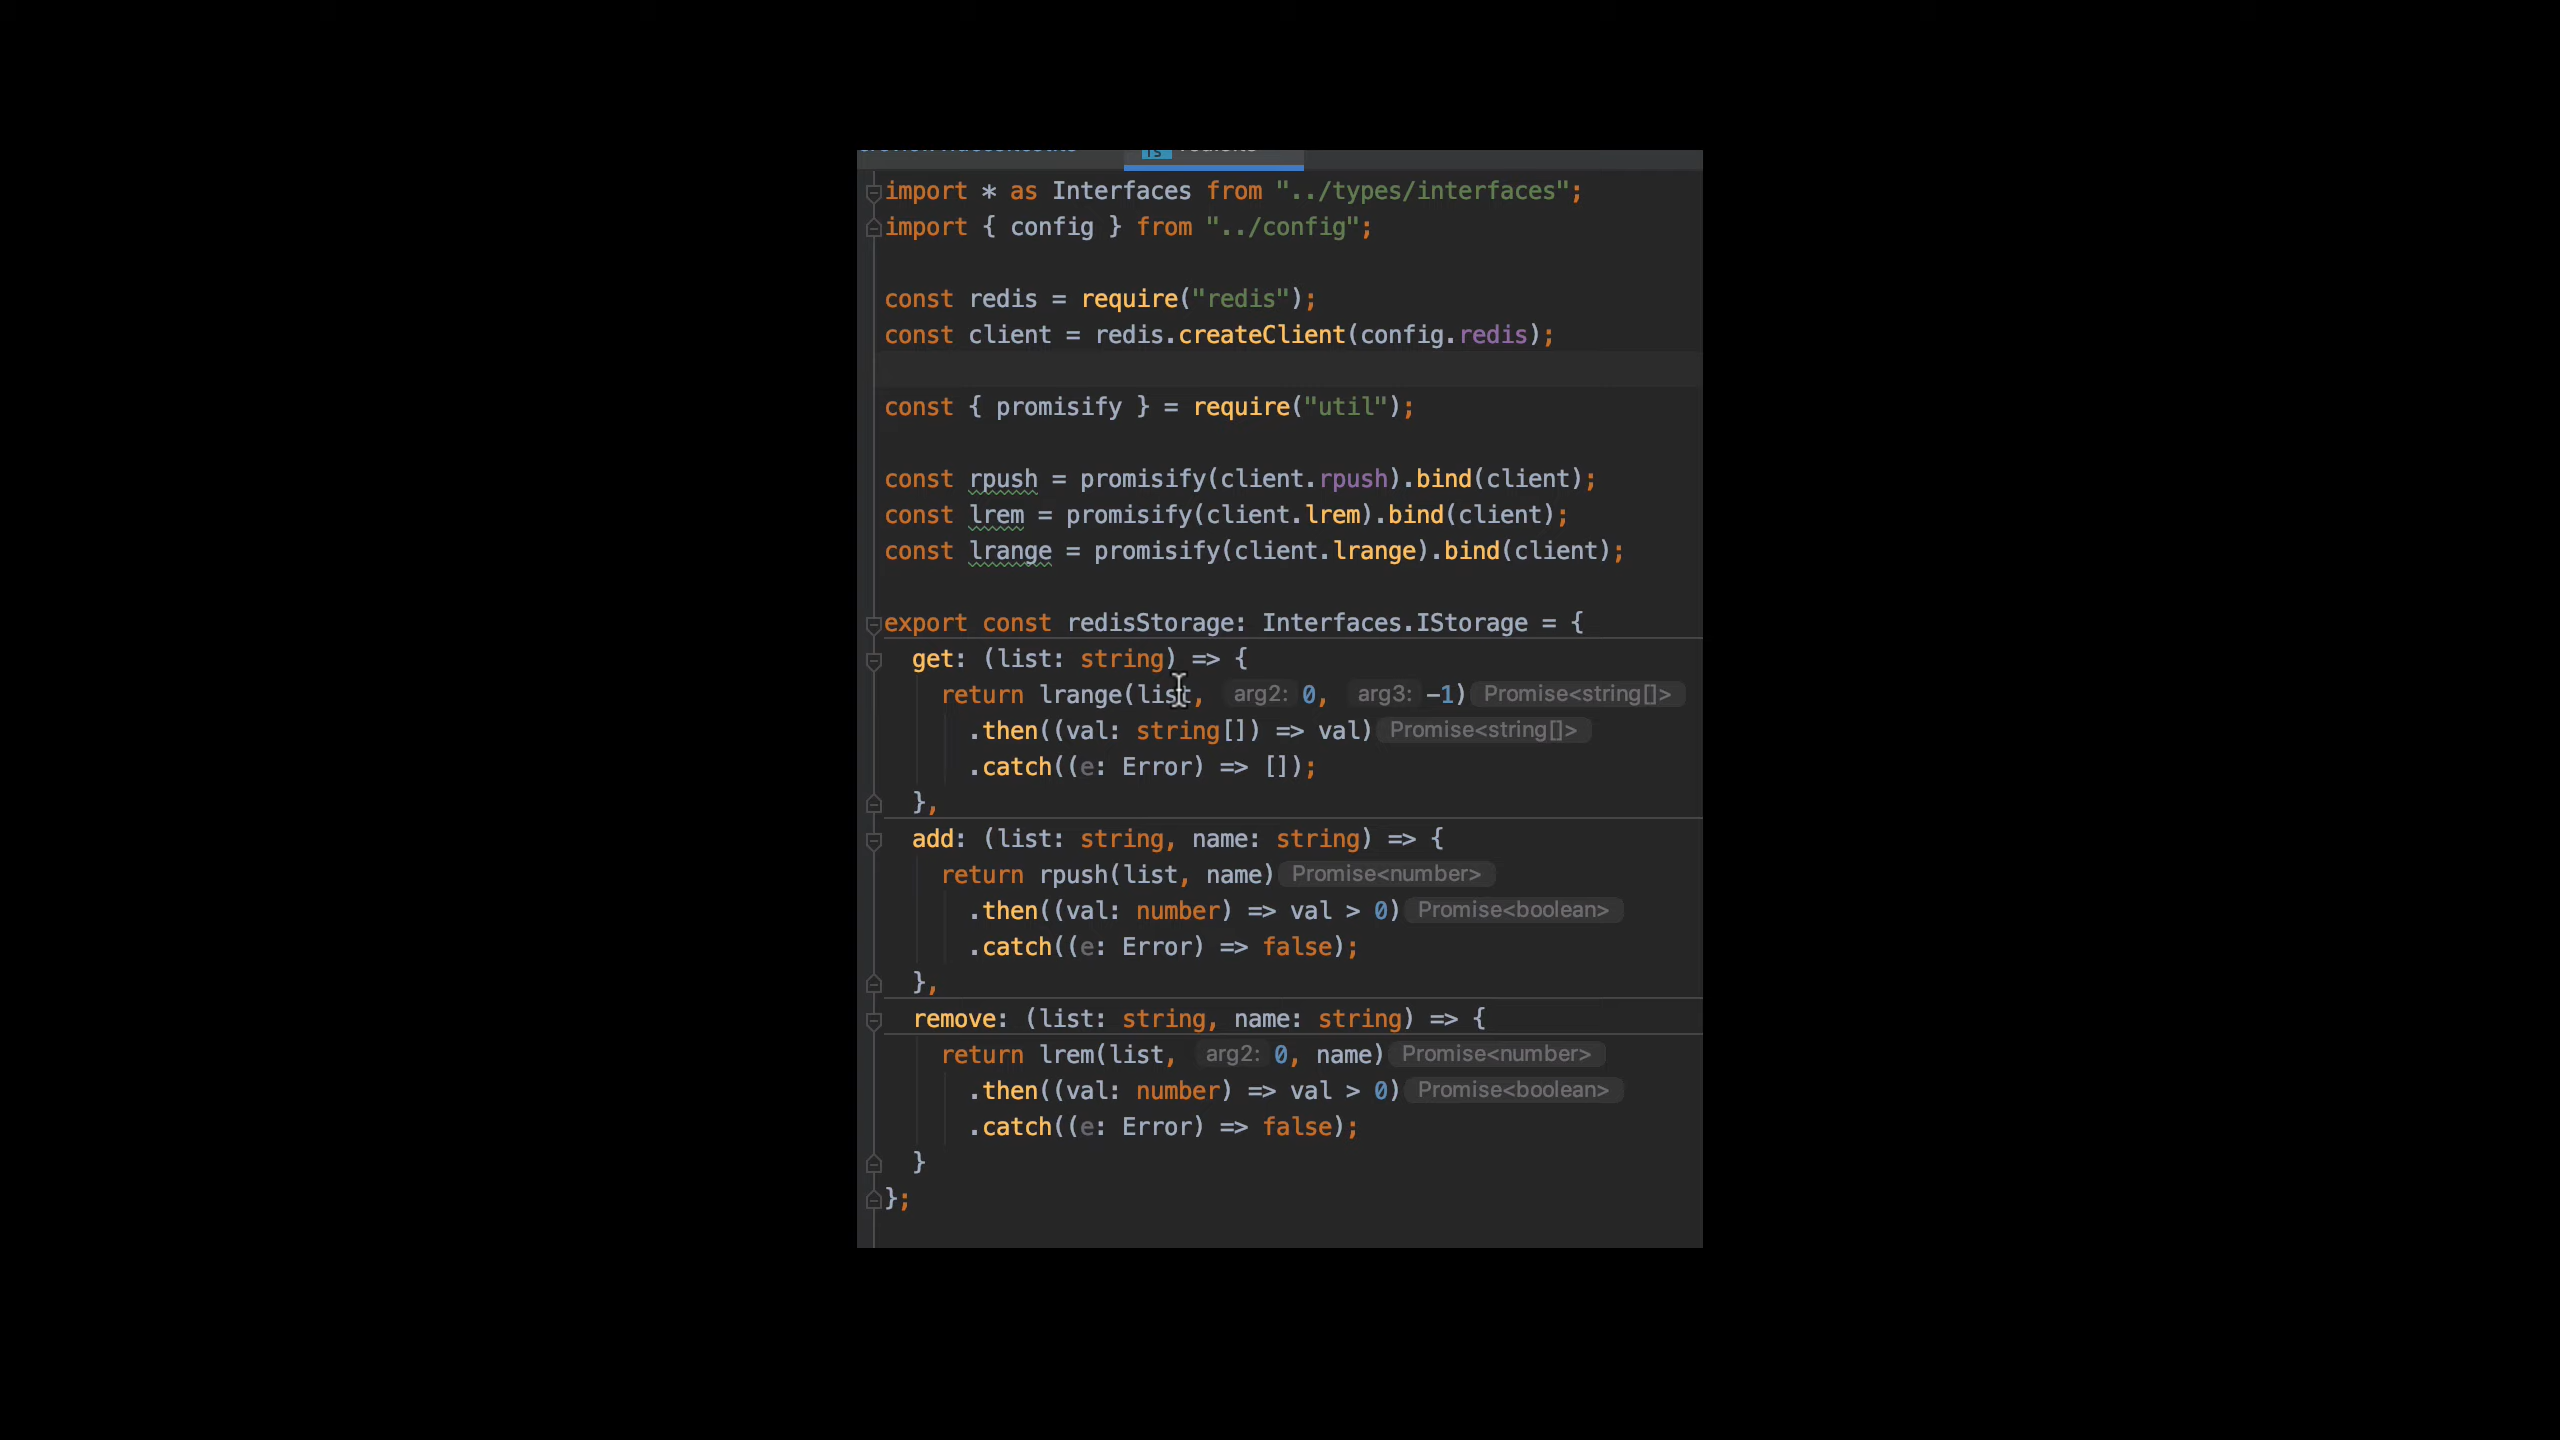 import * as Interfaces from "../types/interfaces";
import { config } from "../config";
const redis = require("redis");
const client = redis.createClient(config.redis);
const { promisify } = require("util");
const rpush = promisify(client.rpush).bind(client);
const lrem = promisify(client.lrem).bind(client);
const lrange = promisify(client.lrange).bind(client);
export const redisStorage: Interfaces.IStorage = {
get: (list: string) => {
return lrange(list, arg2: 0, arg3: -1) Promise<string[]>
.then((val: string[]) => val) Promise<string[]>
.catch((e: Error) => []);
},
add: (list: string, name: string) => {
return rpush(list, name) Promise<number>
.then((val: number) => val > 0) Promise<boolean>
.catch((e: Error) => false);
},
remove: (list: string, name: string) => {
return lrem(list, arg2: 0, name) Promise<number>
.then((val: number) => val > 0) Promise<boolean>
.catch((e: Error) => false);
}
};